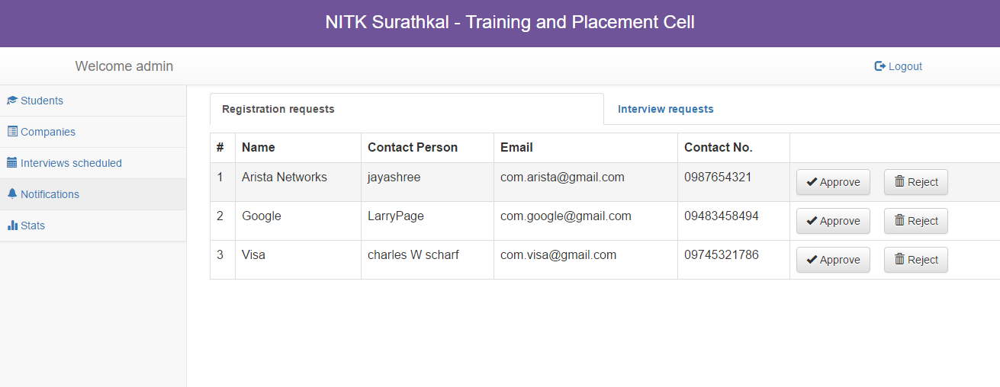 NITK Surathkal - Training and Placement Cell
Welcome admin
Logout
Students
Companies
Interviews scheduled
Notifications
Stats
Registration requests
Interview requests
# Name Contact Person Email Contact No.
1 Arista Networks jayashree com.arista@gmail.com 0987654321 Approve Reject
2 Google LarryPage com.google@gmail.com 09483458494 Approve Reject
3 Visa charles W scharf com.visa@gmail.com 09745321786 Approve Reject